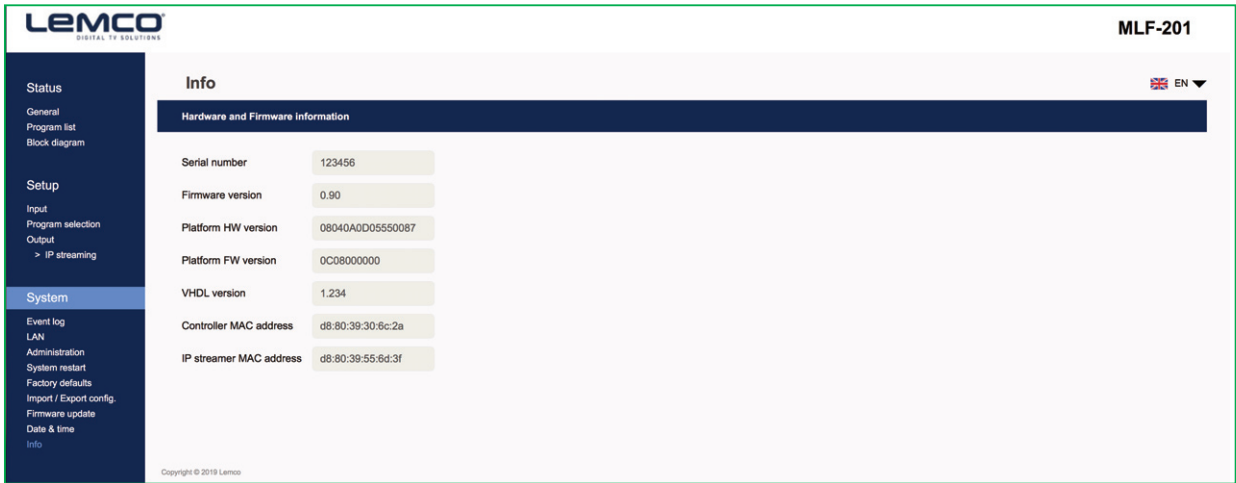 Lemco
DIGITAL TV SOLUTIONS
MLF-201
Status
General
Program list
Block diagram
Setup
Input
Program selection
Output
> IP streaming
System
Event log
LAN
Administration
System restart
Factory defaults
Import / Export config.
Firmware update
Date & time
Info
Info
EN
Hardware and Firmware information
Serial number 123456
Firmware version 0.90
Platform HW version 08040A0D05550087
Platform FW version 0C08000000
VHDL version 1.234
Controller MAC address d8:80:39:30:6c:2a
IP streamer MAC address d8:80:39:55:6d:3f
Copyright © 2019 Lemco